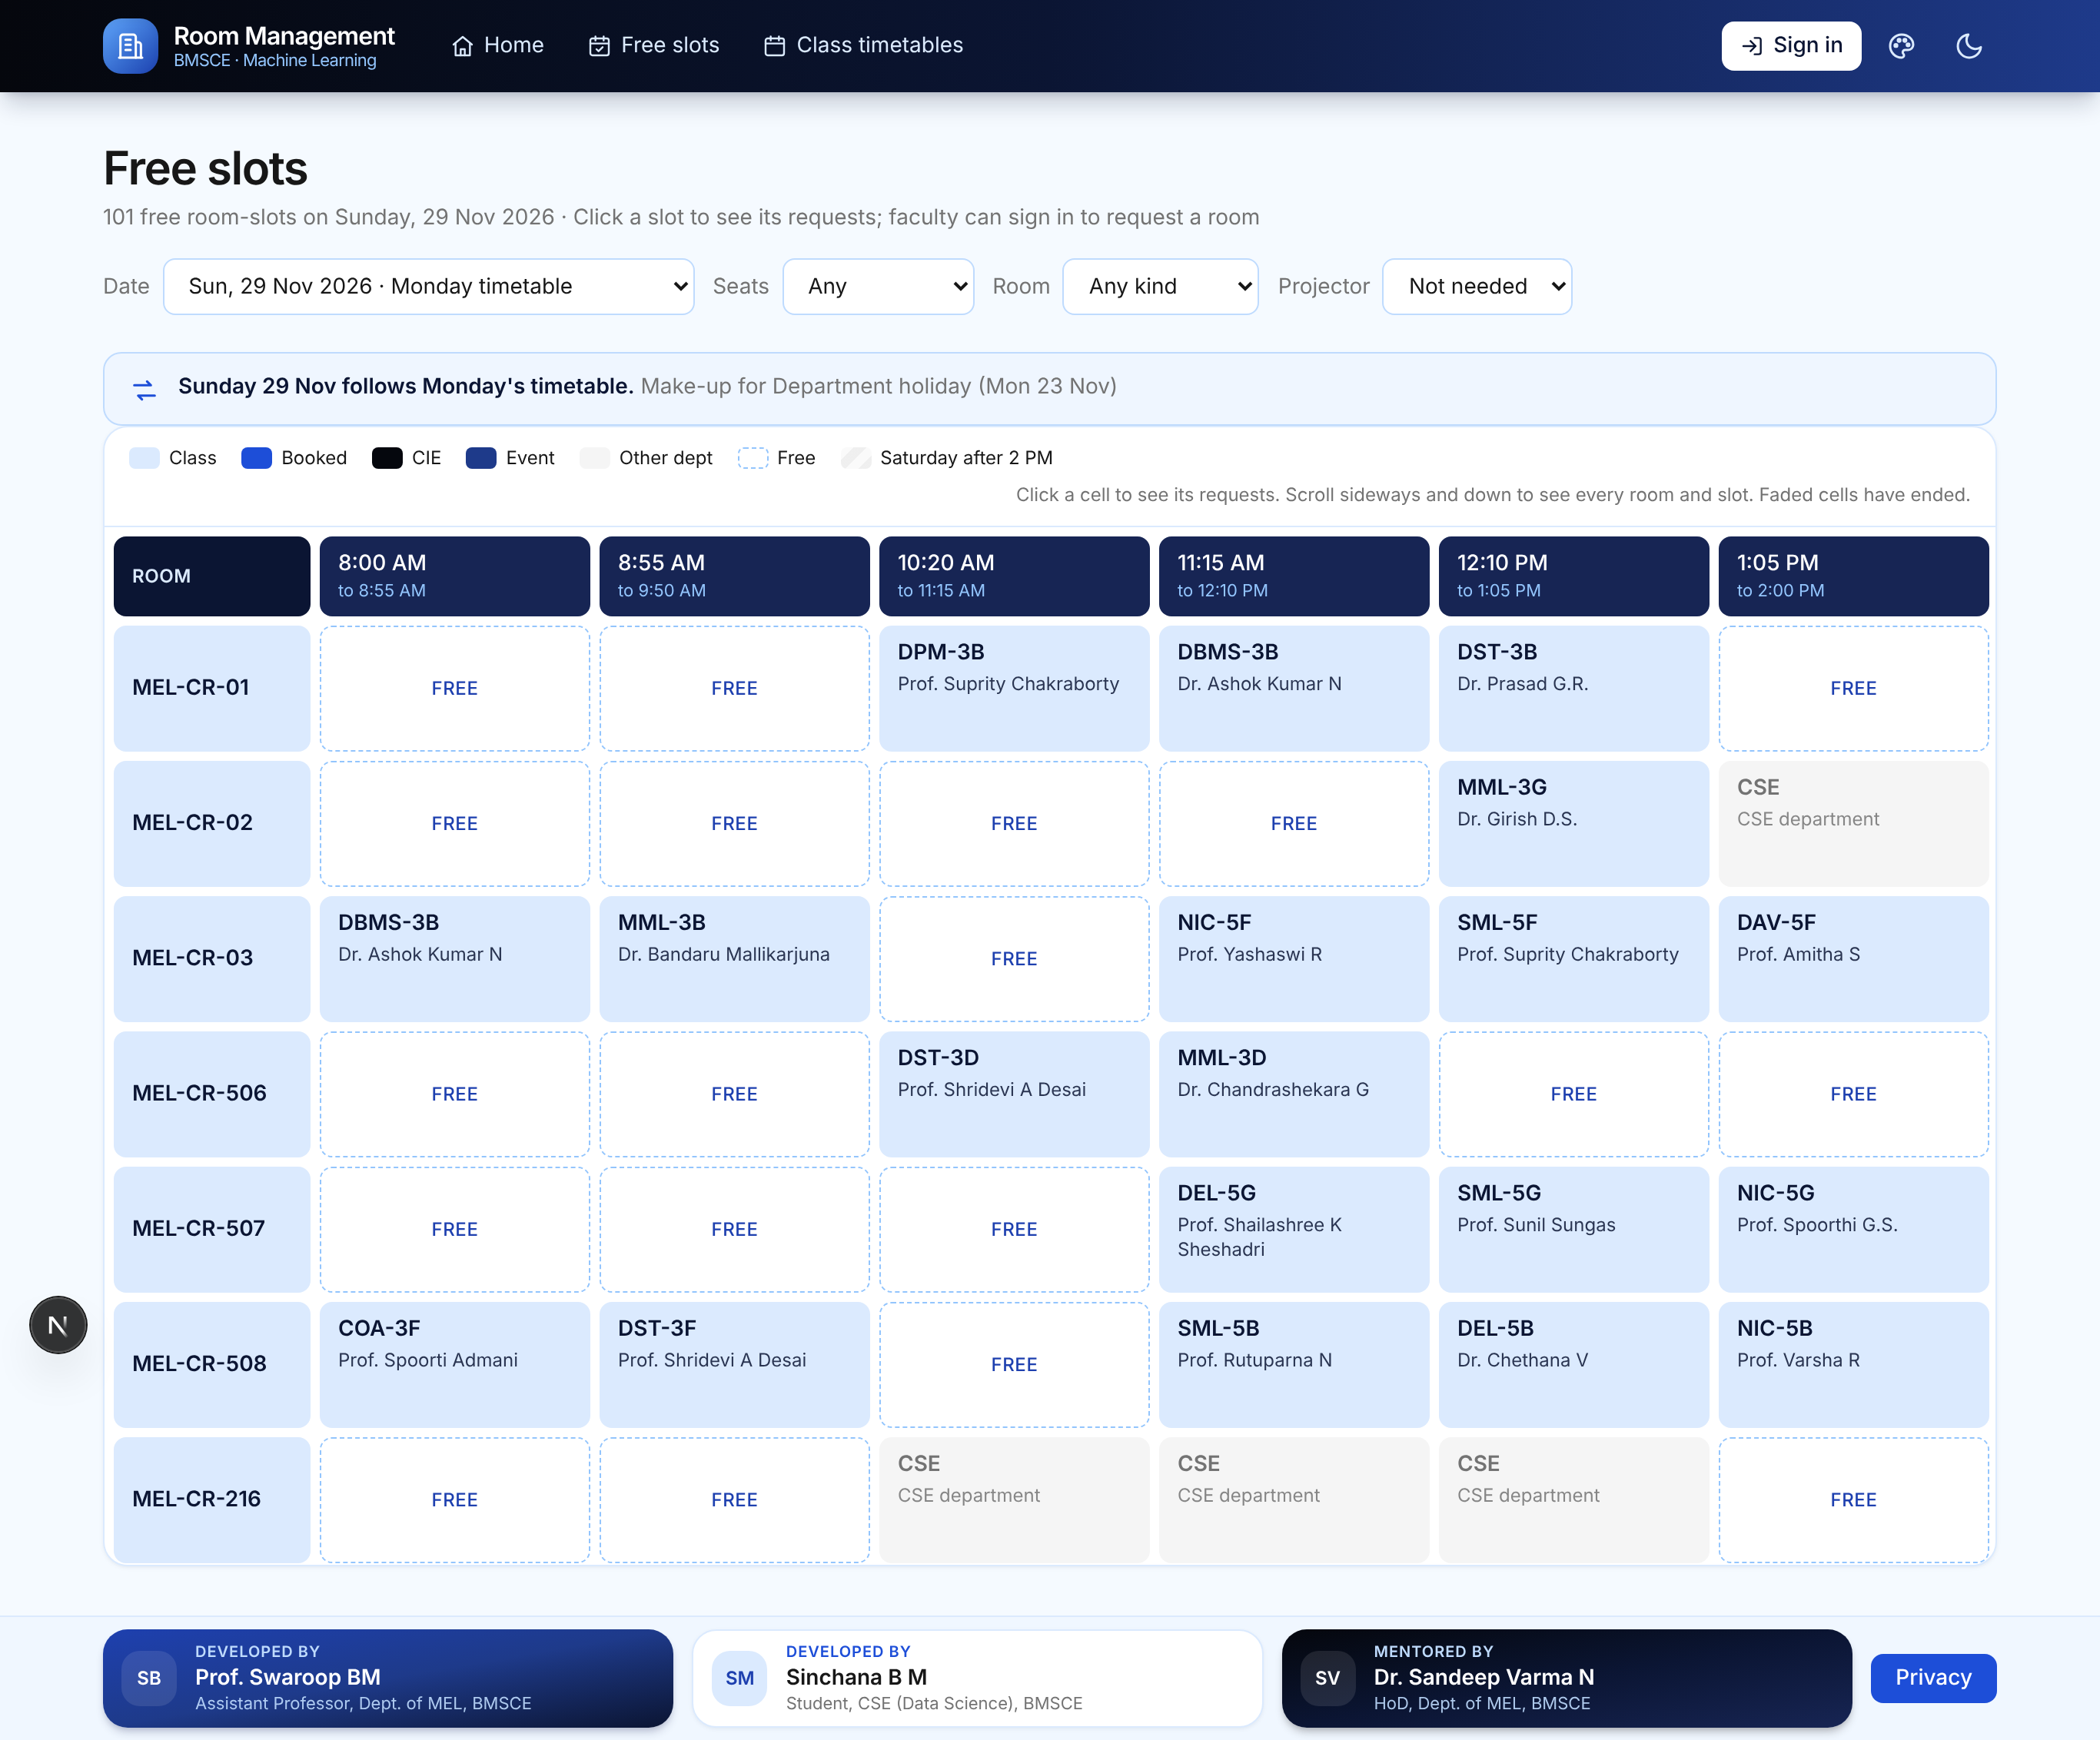 Room Management
BMSCE · Machine Learning
Home
Free slots
Class timetables
Sign in
Free slots
101 free room-slots on Sunday, 29 Nov 2026 · Click a slot to see its requests; faculty can sign in to request a room
Date
Sun, 29 Nov 2026 · Monday timetable
Seats
Any
Room
Any kind
Projector
Not needed
Sunday 29 Nov follows Monday's timetable. Make-up for Department holiday (Mon 23 Nov)
Class
Booked
CIE
Event
Other dept
Free
Saturday after 2 PM
Click a cell to see its requests. Scroll sideways and down to see every room and slot. Faded cells have ended.
ROOM
8:00 AM
to 8:55 AM
8:55 AM
to 9:50 AM
10:20 AM
to 11:15 AM
11:15 AM
to 12:10 PM
12:10 PM
to 1:05 PM
1:05 PM
to 2:00 PM
MEL-CR-01
FREE
FREE
DPM-3B
Prof. Suprity Chakraborty
DBMS-3B
Dr. Ashok Kumar N
DST-3B
Dr. Prasad G.R.
FREE
MEL-CR-02
FREE
FREE
FREE
FREE
MML-3G
Dr. Girish D.S.
CSE
CSE department
MEL-CR-03
DBMS-3B
Dr. Ashok Kumar N
MML-3B
Dr. Bandaru Mallikarjuna
FREE
NIC-5F
Prof. Yashaswi R
SML-5F
Prof. Suprity Chakraborty
DAV-5F
Prof. Amitha S
MEL-CR-506
FREE
FREE
DST-3D
Prof. Shridevi A Desai
MML-3D
Dr. Chandrashekara G
FREE
FREE
MEL-CR-507
FREE
FREE
FREE
DEL-5G
Prof. Shailashree K
Sheshadri
SML-5G
Prof. Sunil Sungas
NIC-5G
Prof. Spoorthi G.S.
MEL-CR-508
COA-3F
Prof. Spoorti Admani
DST-3F
Prof. Shridevi A Desai
FREE
SML-5B
Prof. Rutuparna N
DEL-5B
Dr. Chethana V
NIC-5B
Prof. Varsha R
MEL-CR-216
FREE
FREE
CSE
CSE department
CSE
CSE department
CSE
CSE department
FREE
N
SB
DEVELOPED BY
Prof. Swaroop BM
Assistant Professor, Dept. of MEL, BMSCE
SM
DEVELOPED BY
Sinchana B M
Student, CSE (Data Science), BMSCE
SV
MENTORED BY
Dr. Sandeep Varma N
HoD, Dept. of MEL, BMSCE
Privacy